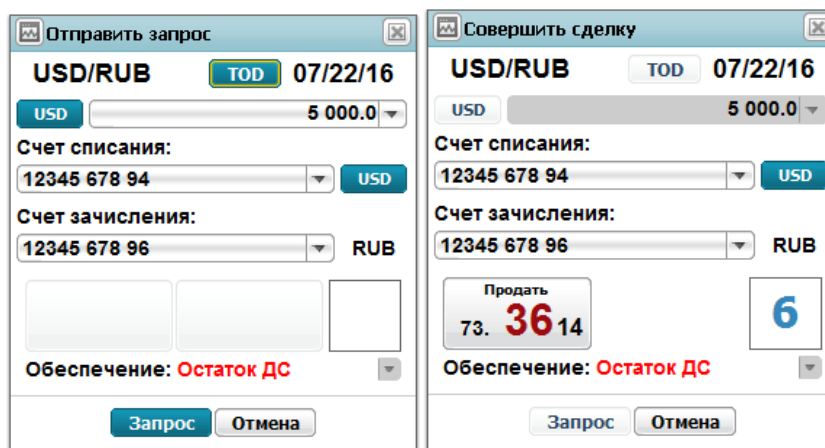 Отправить запрос
USD/RUB TOD 07/22/16
USD 5 000.0
Счет списания:
12345 678 94 USD
Счет зачисления:
12345 678 96 RUB
Обеспечение: Остаток ДС
Запрос Отмена
Совершить сделку
USD/RUB TOD 07/22/16
USD 5 000.0
Счет списания:
12345 678 94 USD
Счет зачисления:
12345 678 96 RUB
Продать
73. 36 14 6
Обеспечение: Остаток ДС
Запрос Отмена